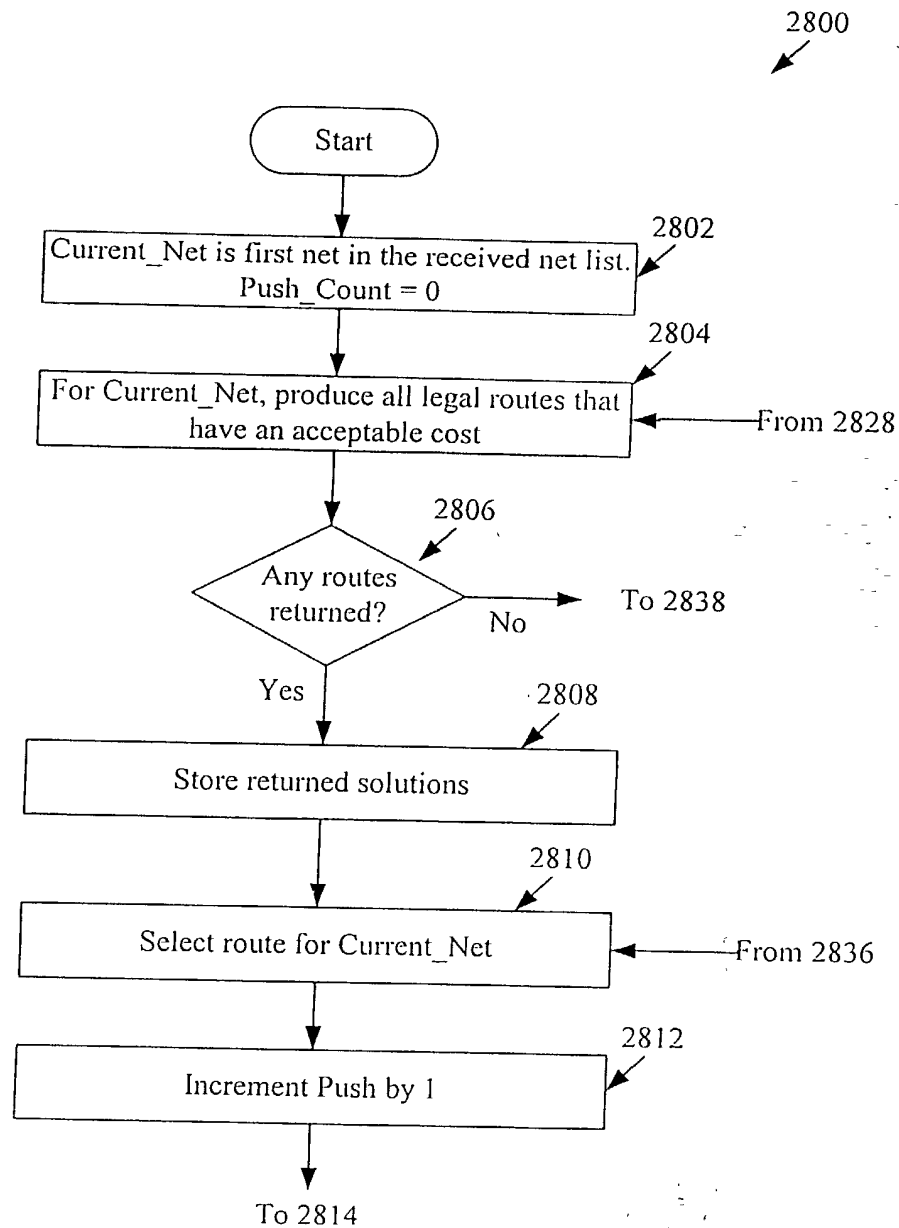 2800
Start
2802
Current_Net is first net in the received net list.
Push_Count = 0
2804
For Current_Net, produce all legal routes that
have an acceptable cost
From 2828
2806
Any routes
returned?
No
To 2838
Yes
2808
Store returned solutions
2810
Select route for Current_Net
From 2836
2812
Increment Push by 1
To 2814